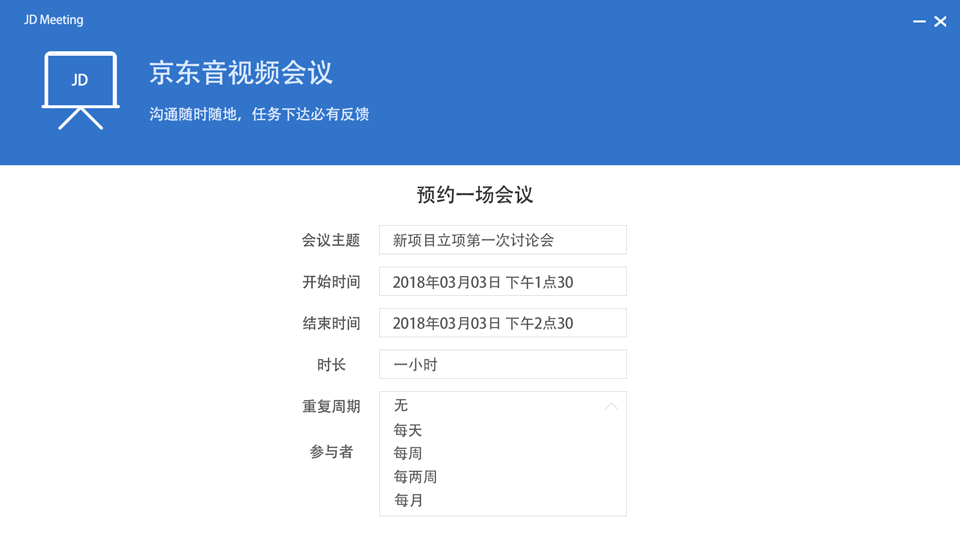 JD Meeting
JD
京东音视频会议
沟通随时随地，任务下达必有反馈
预约一场会议
会议主题 新项目立项第一次讨论会
开始时间 2018年03月03日 下午1点30
结束时间 2018年03月03日 下午2点30
时长 一小时
重复周期 无
每天
参与者 每周
每两周
每月